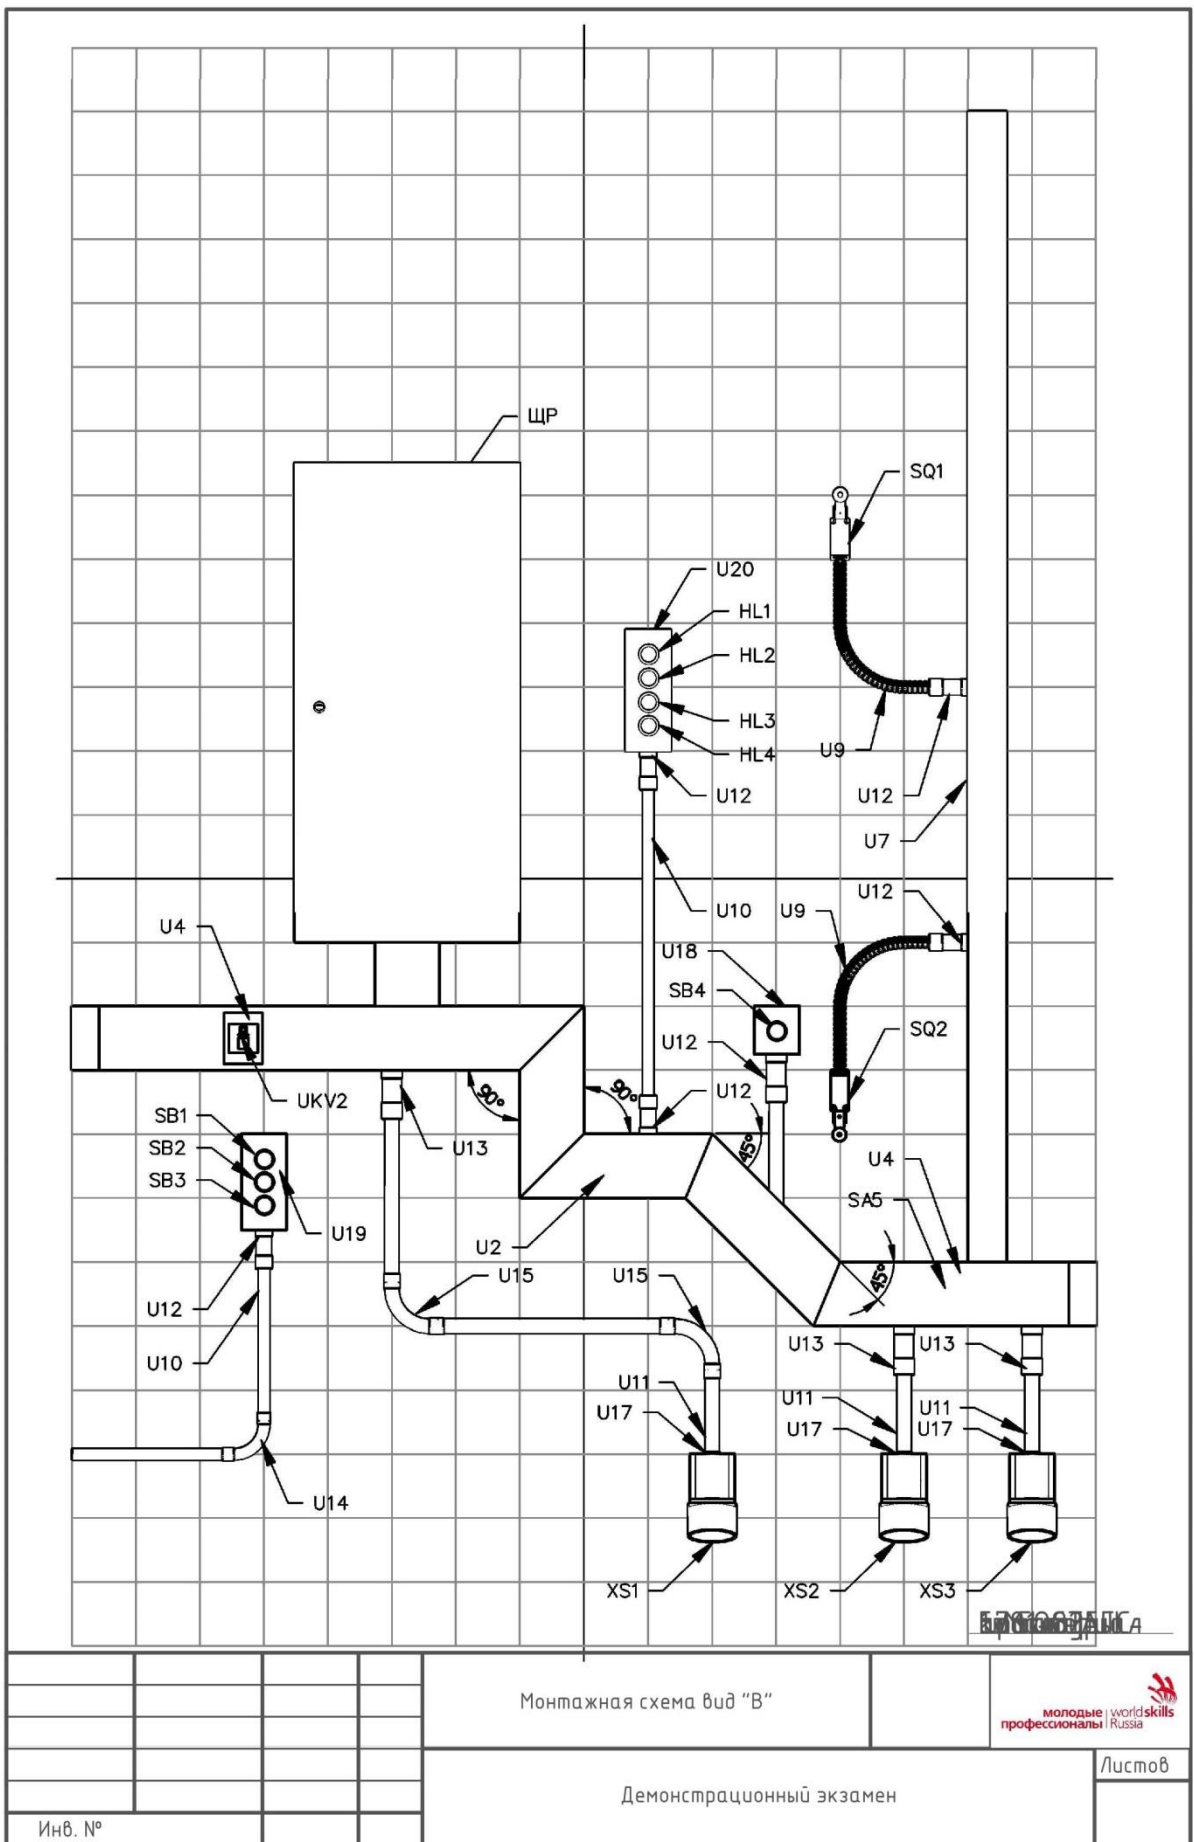 ЩР
SQ1
U20
HL1
HL2
HL3
HL4
U9
U12
U12
U7
U12
U4
U10
U9
U18
SB4
SQ2
U12
90°
90°
U12
UKV2
SB1
U13
45°
SB2
U4
SB3
SA5
U19
U2
U15
U15
45°
U12
U13
U13
U10
U11
U11
U11
U17
U17
U17
U14
XS1
XS2
XS3
Монтажная схема вид "В"
молодые профессионалы
worldskills Russia
Листов
Демонстрационный экзамен
Инв. №